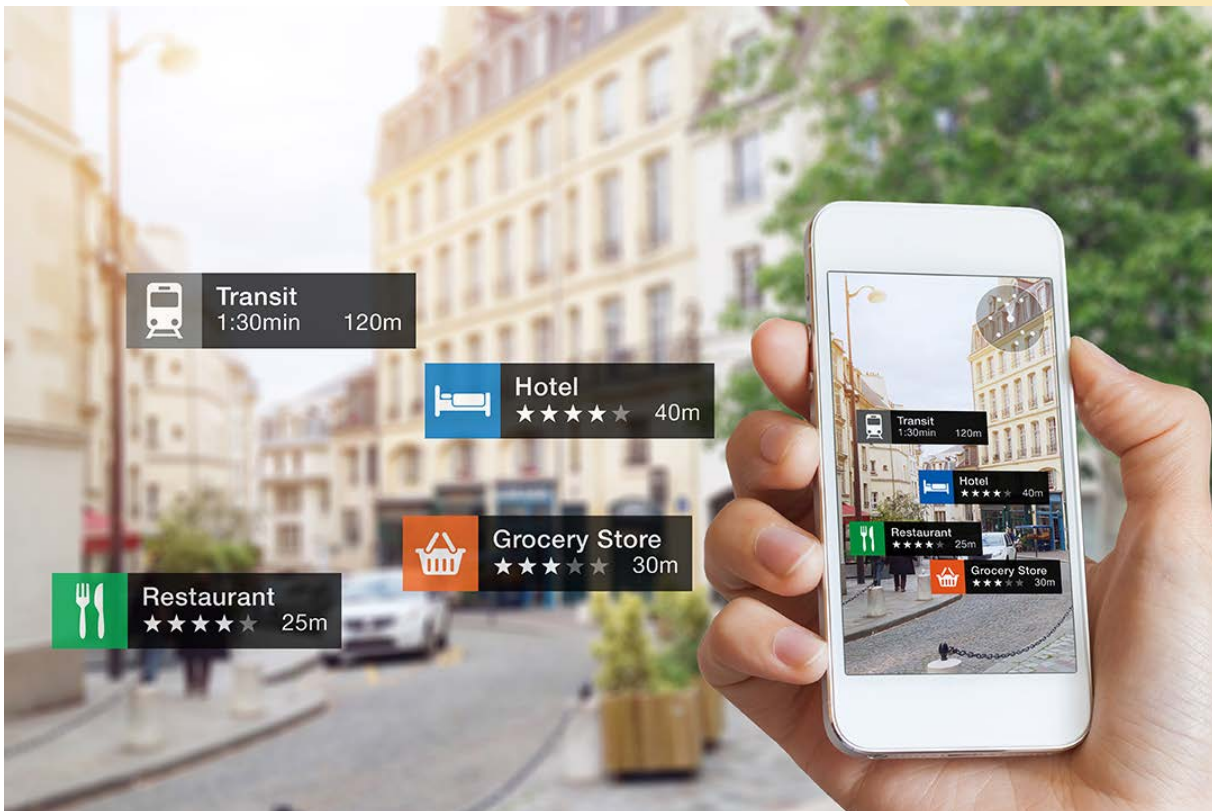 Transit
1:30min 120m
Hotel
40m
Grocery Store
30m
Restaurant
25m
Transit
1:30min 120m
Hotel
40m
Restaurant
25m
Grocery Store
30m